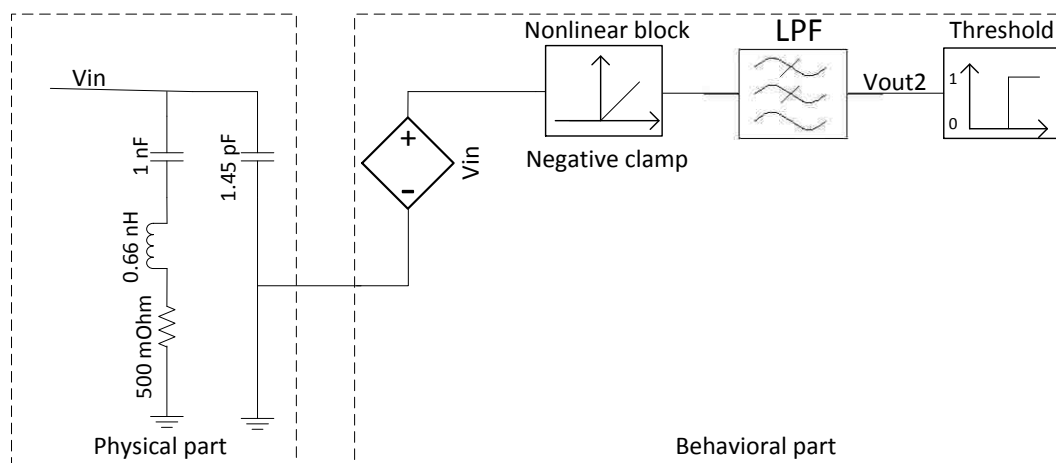 Nonlinear block
LPF
Threshold
Vin
1 nF
1.45 pF
0.66 nH
500 mOhm
Vin
Negative clamp
Vout2
1
0
Physical part
Behavioral part